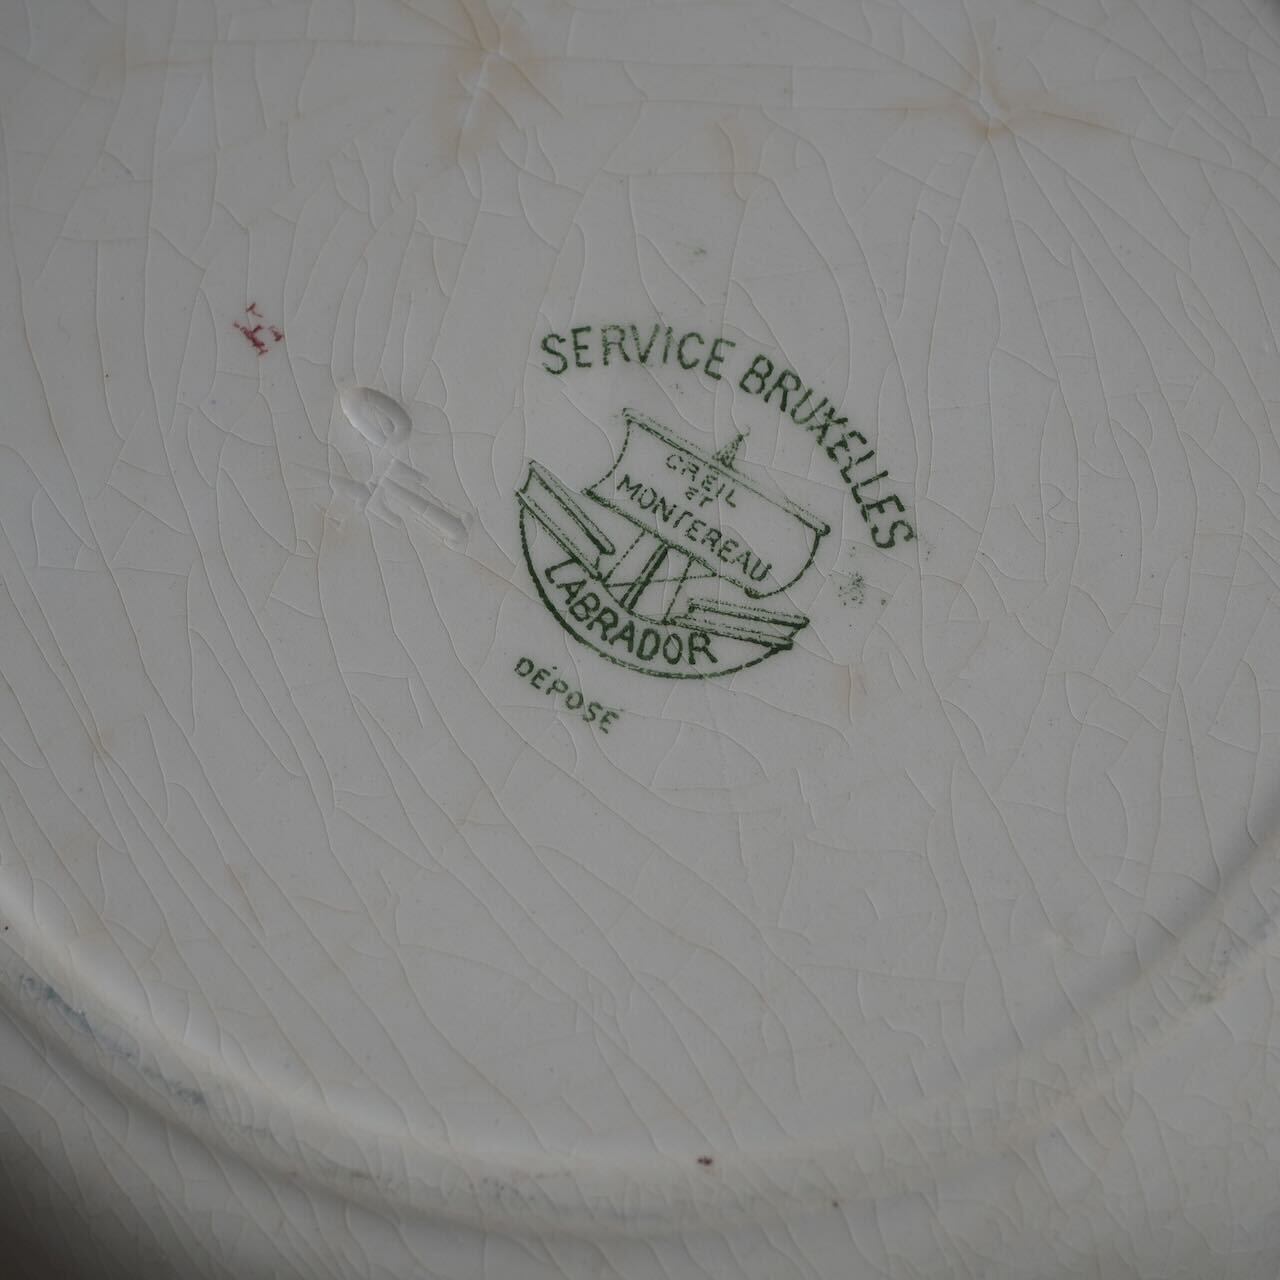 SERVICE BRUXELLES
CREIL
ET
MONTEREAU
LABRADOR
DÉPOSÉ